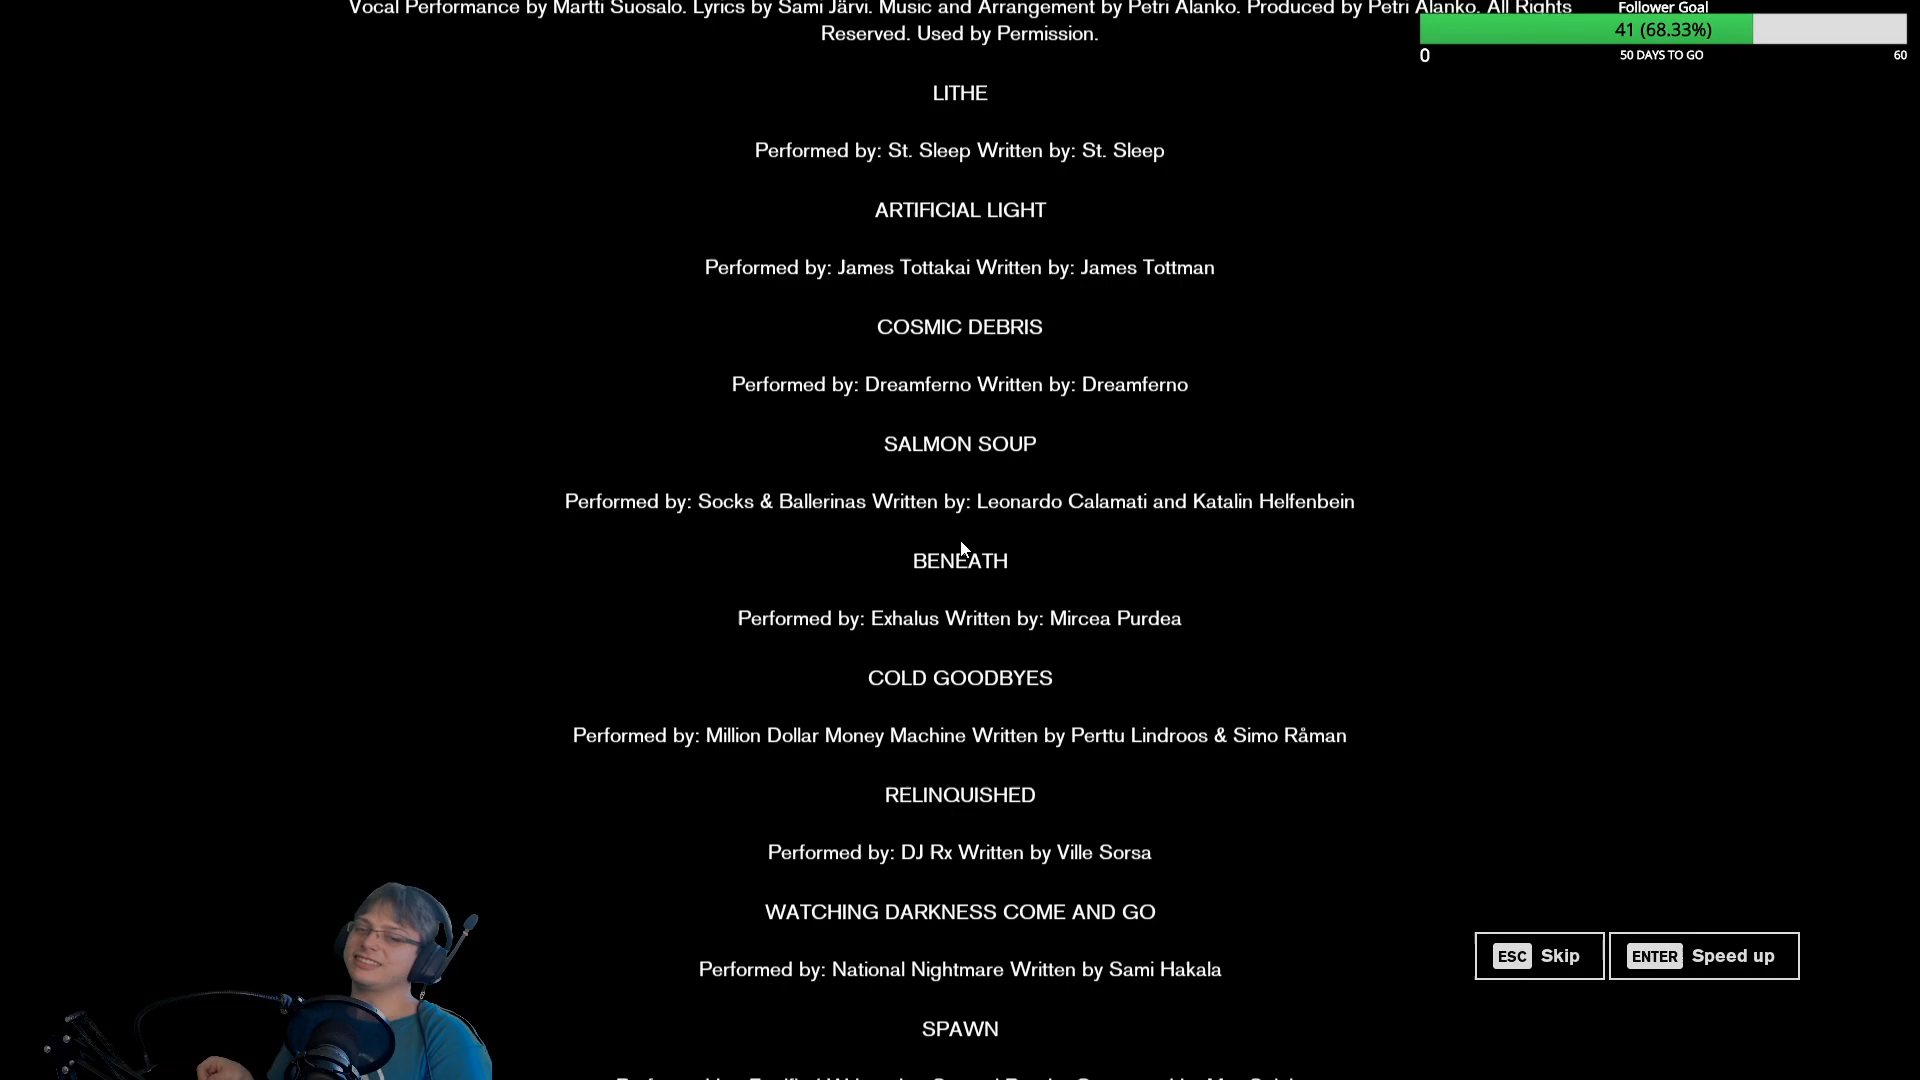 Vocal Performance by Martti Suosalo. Lyrics by Sami Järvi. Music and Arrangement by Petri Alanko. Produced by Petri Alanko. All Rights
Reserved. Used by Permission.
Follower Goal
41 (68.33%)
0
50 DAYS TO GO
60
LITHE
Performed by: St. Sleep Written by: St. Sleep
ARTIFICIAL LIGHT
Performed by: James Tottakai Written by: James Tottman
COSMIC DEBRIS
Performed by: Dreamferno Written by: Dreamferno
SALMON SOUP
Performed by: Socks & Ballerinas Written by: Leonardo Calamati and Katalin Helfenbein
BENEATH
Performed by: Exhalus Written by: Mircea Purdea
COLD GOODBYES
Performed by: Million Dollar Money Machine Written by Perttu Lindroos & Simo Råman
RELINQUISHED
Performed by: DJ Rx Written by Ville Sorsa
WATCHING DARKNESS COME AND GO
Performed by: National Nightmare Written by Sami Hakala
ESC Skip
ENTER Speed up
SPAWN